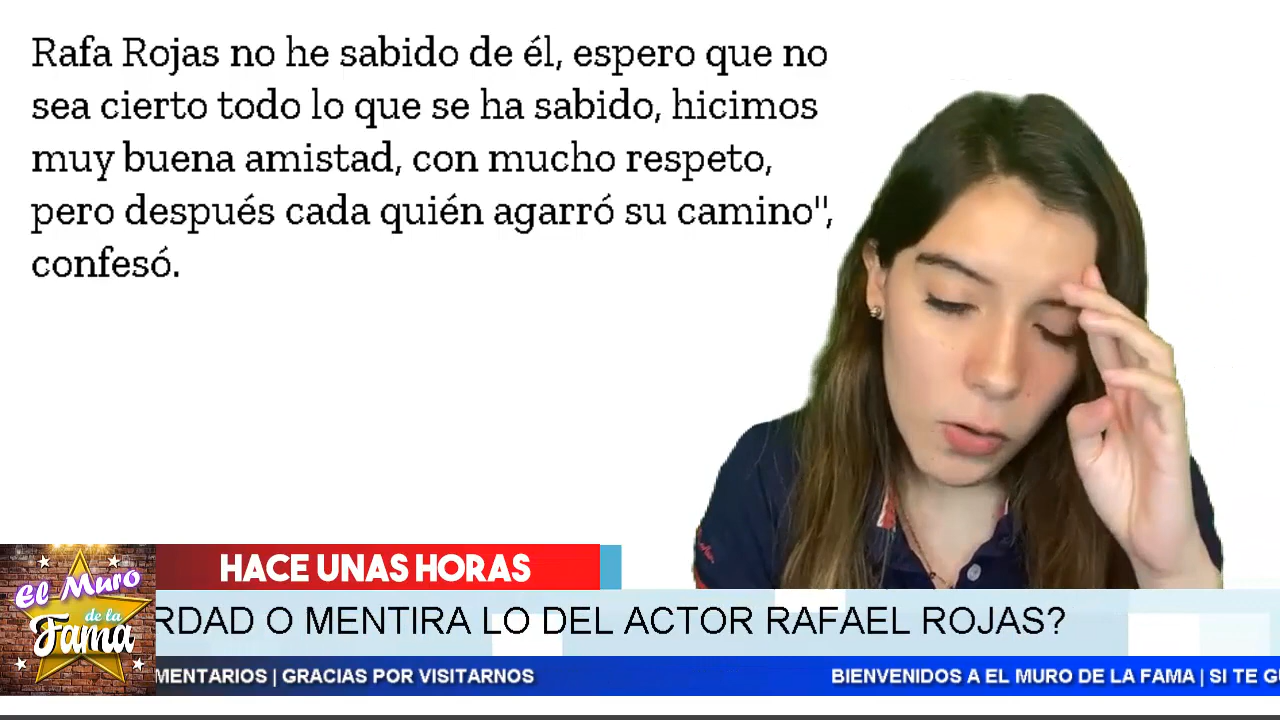 Rafa Rojas no he sabido de él, espero que no
sea cierto todo lo que se ha sabido, hicimos
muy buena amistad, con mucho respeto,
pero después cada quién agarró su camino",
confesó.
HACE UNAS HORAS
El Muro
de la
Fama
RDAD O MENTIRA LO DEL ACTOR RAFAEL ROJAS?
MENTARIOS | GRACIAS POR VISITARNOS
BIENVENIDOS A EL MURO DE LA FAMA | SI TE G